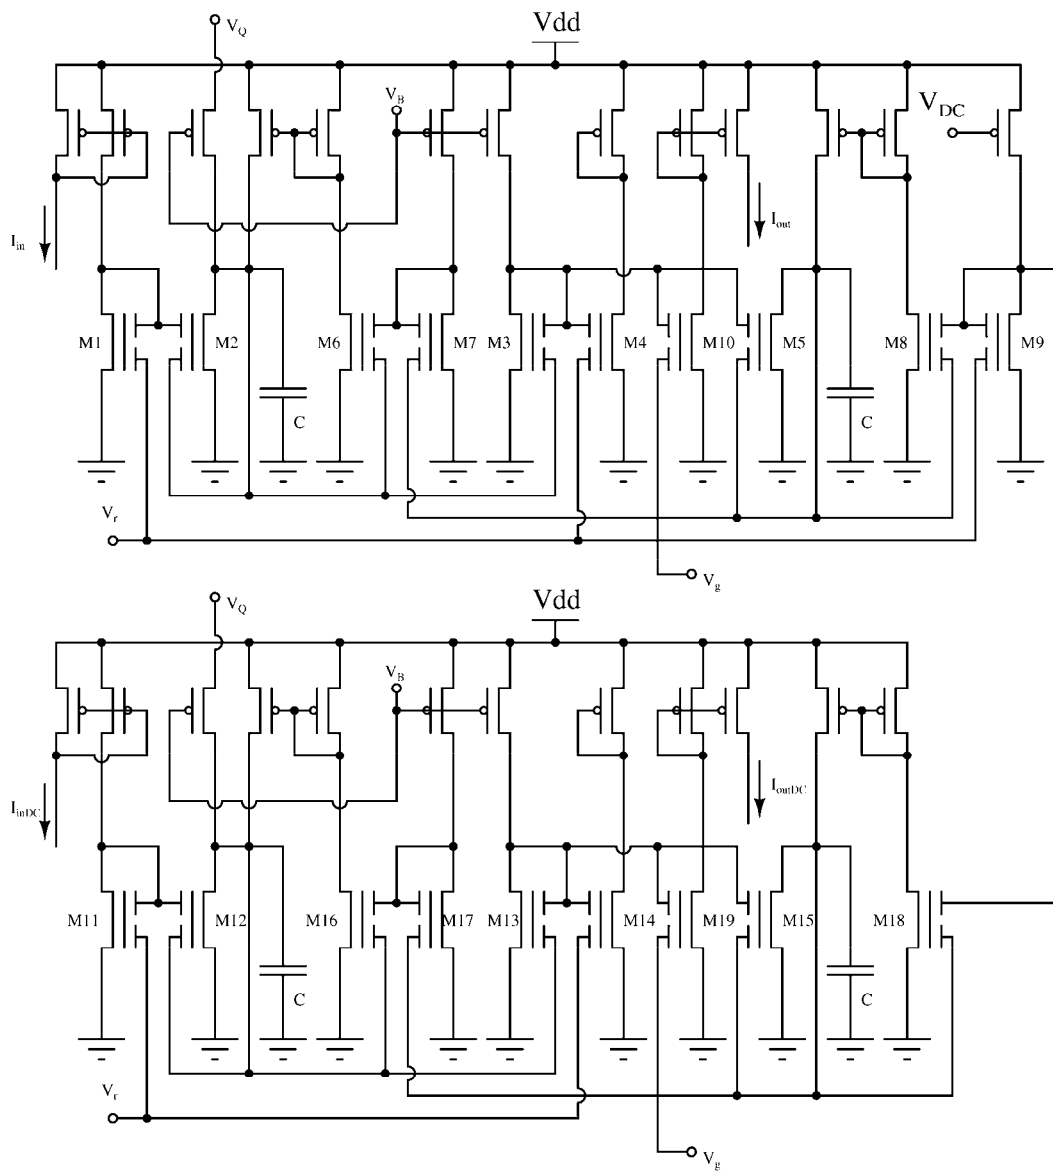 V_Q
Vdd
V_B
V_DC
I_in
I_out
M1
M2
M6
M7
M3
M4
M10
M5
M8
M9
C
C
V_r
V_g
V_Q
Vdd
V_B
I_inDC
I_outDC
M11
M12
M16
M17
M13
M14
M19
M15
M18
C
C
V_r
V_g